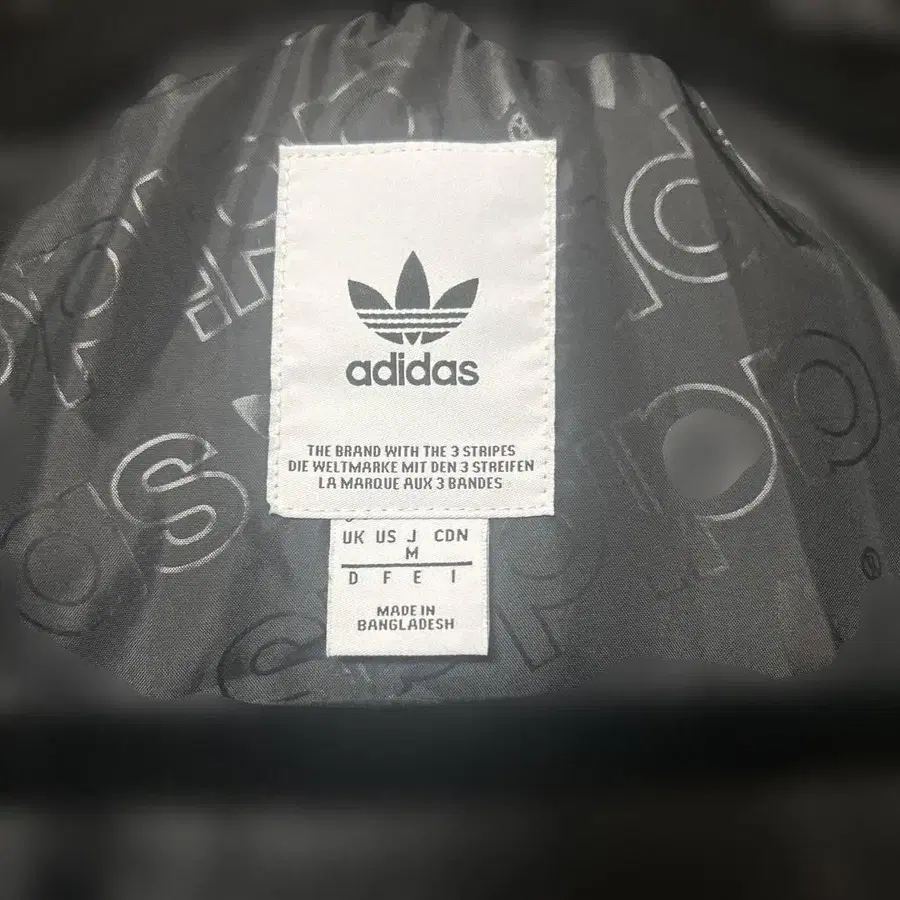 adidas
THE BRAND WITH THE 3 STRIPES
DIE WELTMARKE MIT DEN 3 STREIFEN
LA MARQUE AUX 3 BANDES
UK US J CDN
M
D F E I
MADE IN
BANGLADESH